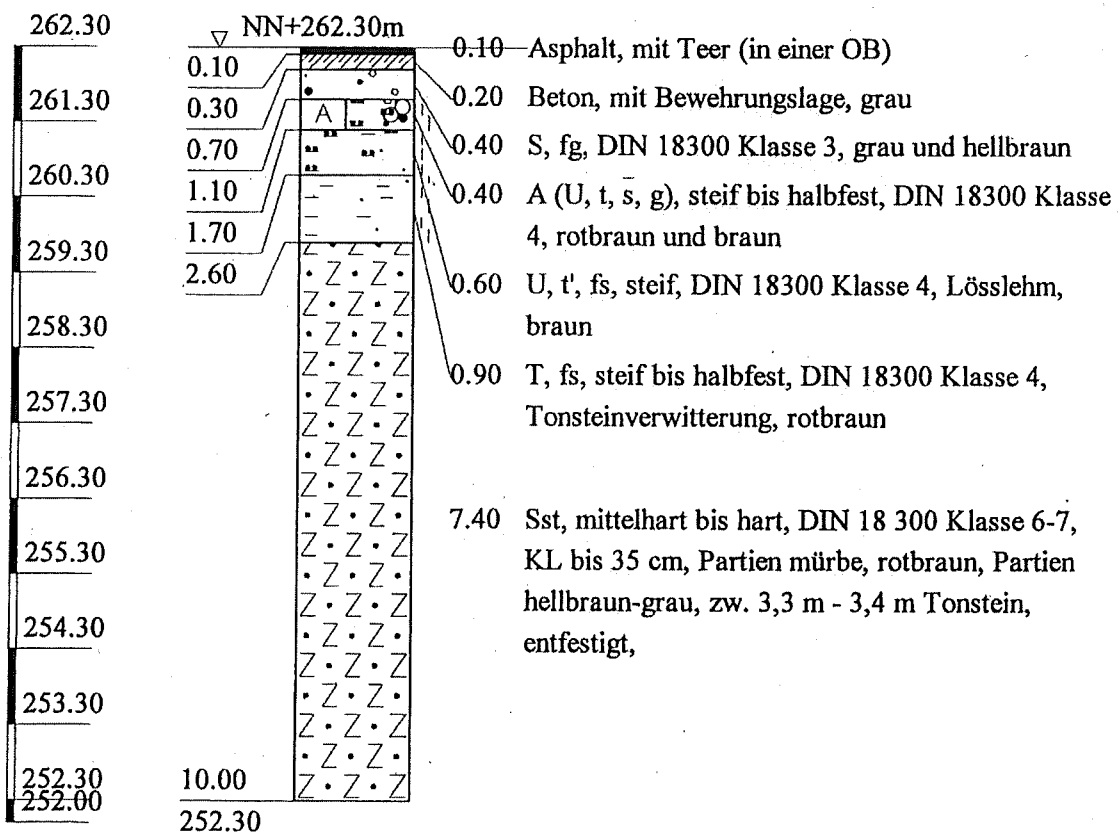 262.30
261.30
260.30
259.30
258.30
257.30
256.30
255.30
254.30
253.30
252.30
252.00
NN+262.30m
0.10
0.30
0.70
1.10
1.70
2.60
10.00
252.30
A
0.10 Asphalt, mit Teer (in einer OB)
0.20 Beton, mit Bewehrungslage, grau
0.40 S, fg, DIN 18300 Klasse 3, grau und hellbraun
0.40 A (U, t, s̄, g), steif bis halbfest, DIN 18300 Klasse
4, rotbraun und braun
0.60 U, t', fs, steif, DIN 18300 Klasse 4, Lösslehm,
braun
0.90 T, fs, steif bis halbfest, DIN 18300 Klasse 4,
Tonsteinverwitterung, rotbraun
7.40 Sst, mittelhart bis hart, DIN 18 300 Klasse 6-7,
KL bis 35 cm, Partien mürbe, rotbraun, Partien
hellbraun-grau, zw. 3,3 m - 3,4 m Tonstein,
entfestigt,